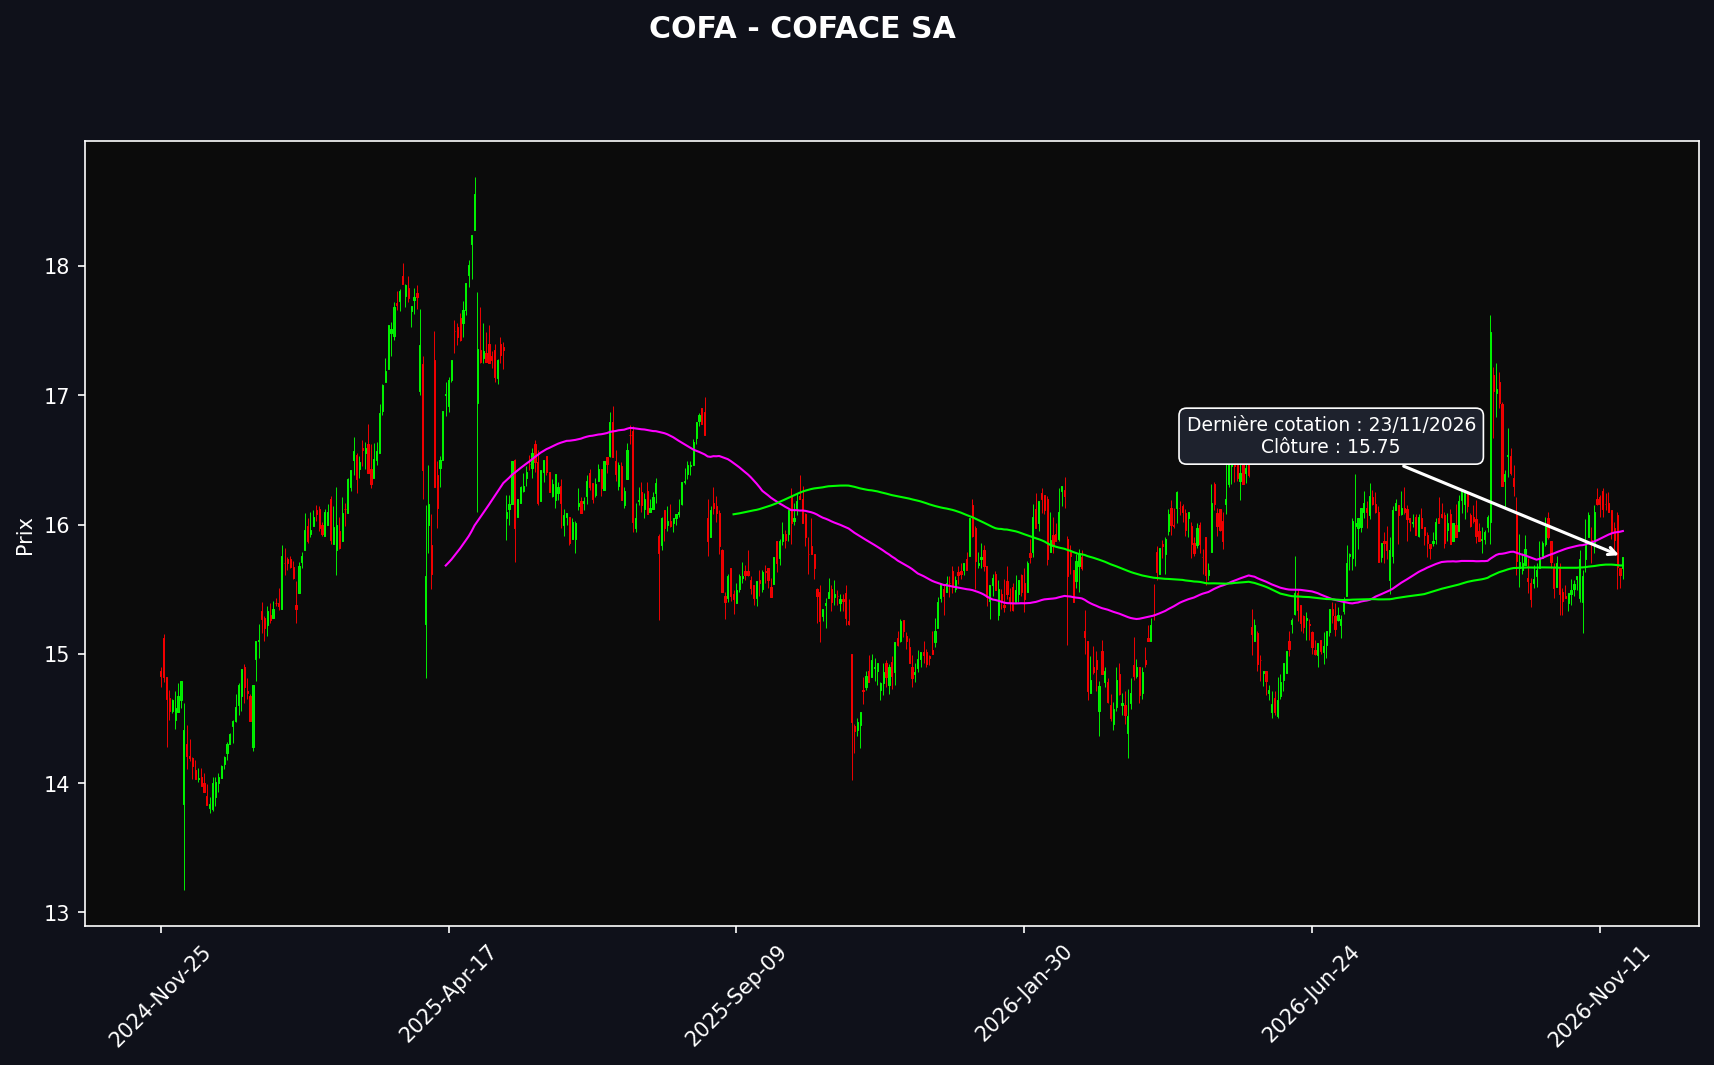 COFA - COFACE SA
Prix
18
17
16
15
14
13
Dernière cotation : 23/11/2026
Clôture : 15.75
2024-Nov-25
2025-Apr-17
2025-Sep-09
2026-Jan-30
2026-Jun-24
2026-Nov-11